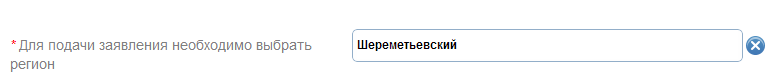 *Для подачи заявления необходимо выбрать регион
Шереметьевский